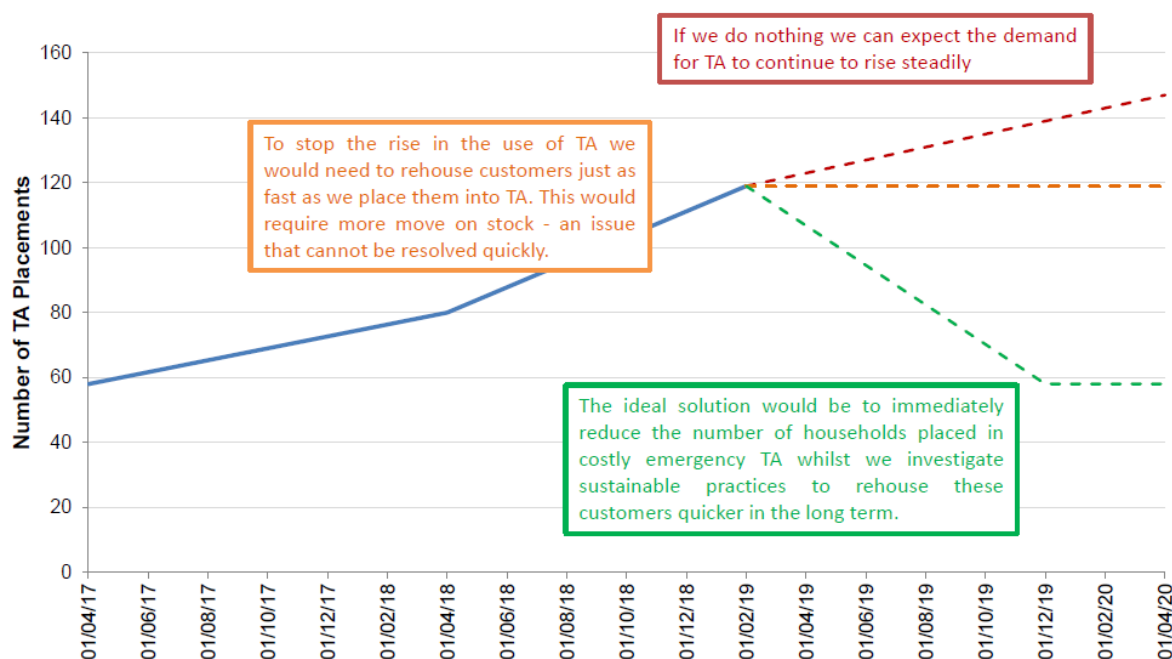 If we do nothing we can expect the demand
for TA to continue to rise steadily
160
140
120
100
80
60
40
20
0
Number of TA Placements
To stop the rise in the use of TA we
would need to rehouse customers just as
fast as we place them into TA. This would
require more move on stock - an issue
that cannot be resolved quickly.
The ideal solution would be to immediately
reduce the number of households placed in
costly emergency TA whilst we investigate
sustainable practices to rehouse these
customers quicker in the long term.
01/04/17
01/06/17
01/08/17
01/10/17
01/12/17
01/02/18
01/04/18
01/06/18
01/08/18
01/10/18
01/12/18
01/02/19
01/04/19
01/06/19
01/08/19
01/10/19
01/12/19
01/02/20
01/04/20